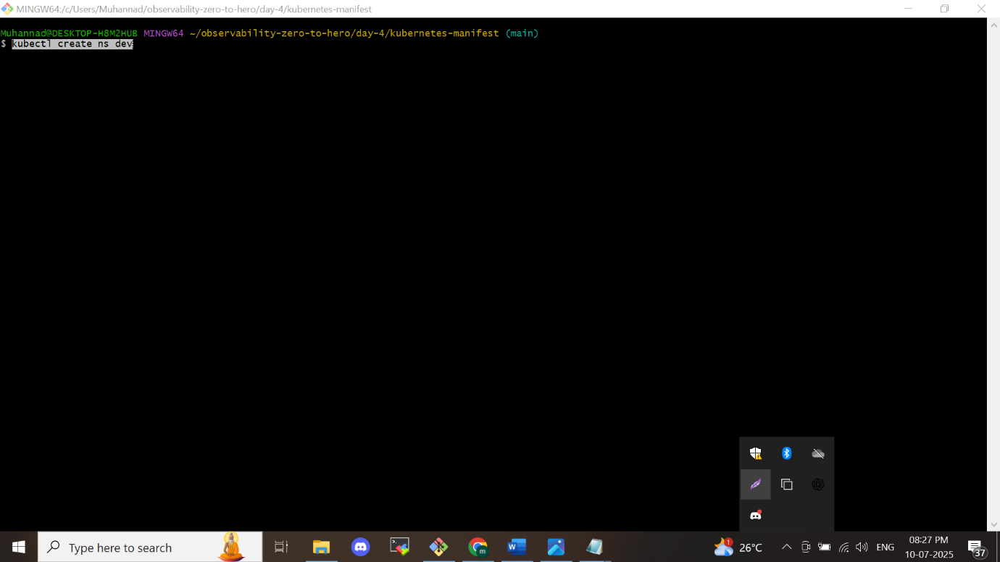 MINGW64:/c/Users/Muhannad/observability-zero-to-hero/day-4/kubernetes-manifest
Muhannad@DESKTOP-H8M2HUB MINGW64 ~/observability-zero-to-hero/day-4/kubernetes-manifest (main)
$ kubectl create ns dev
Type here to search
1
26°C
ENG
08:27 PM
10-07-2025
37